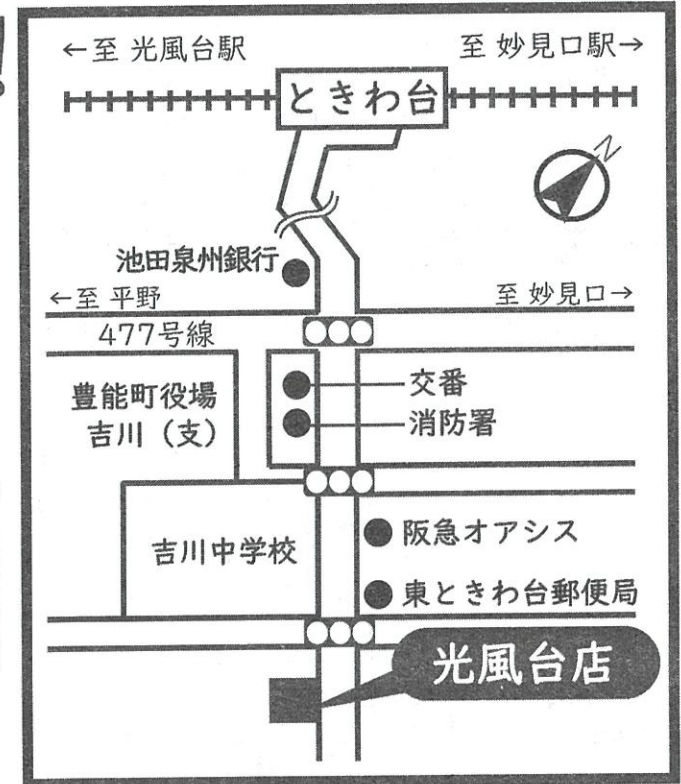 ←至 光風台駅
至 妙見口駅→
ときわ台
N
池田泉州銀行
←至 平野
至 妙見口→
477号線
豊能町役場
吉川（支）
交番
消防署
吉川中学校
阪急オアシス
東ときわ台郵便局
光風台店